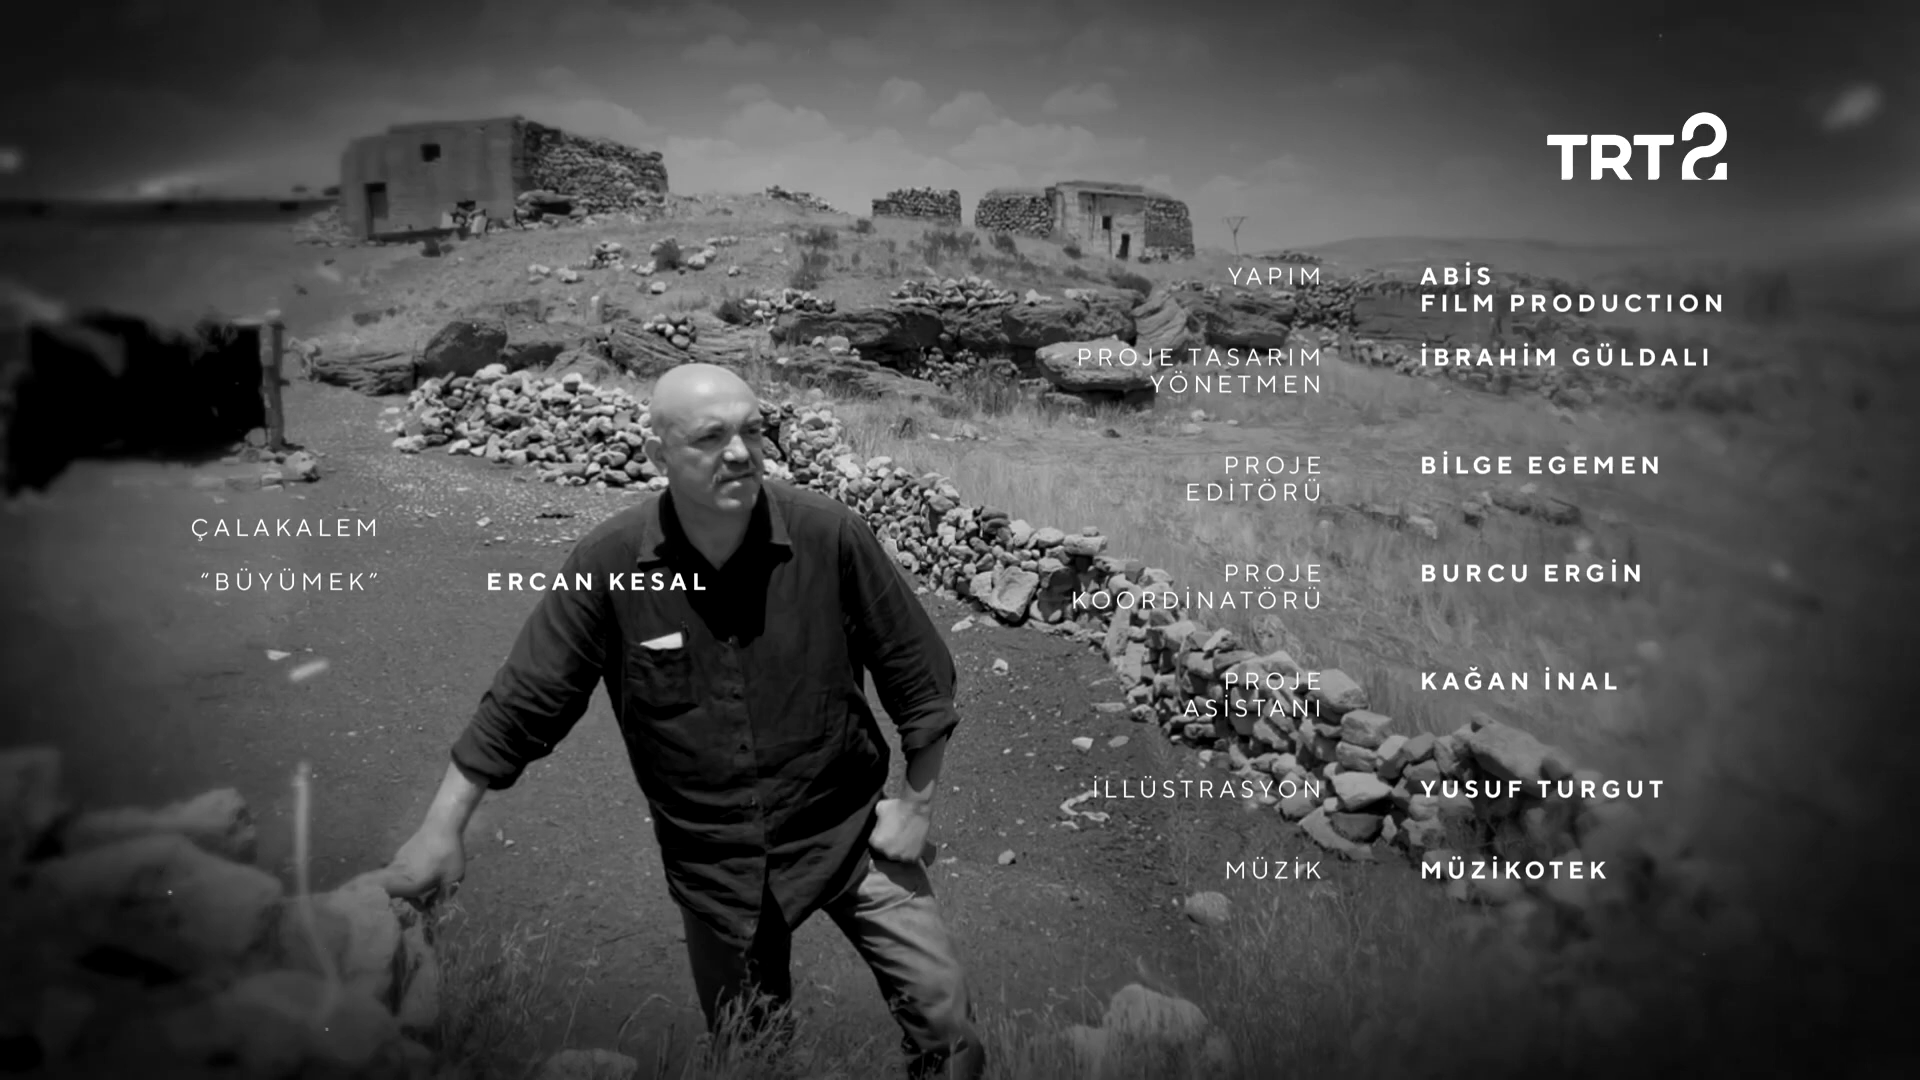 TRT2
ÇALAKALEM
“BÜYÜMEK” ERCAN KESAL
YAPIM ABİS
FILM PRODUCTION
PROJE TASARIM İBRAHİM GÜLDALI
YÖNETMEN
PROJE BİLGE EGEMEN
EDİTÖRÜ
PROJE BURCU ERGİN
KOORDİNATÖRÜ
PROJE KAĞAN İNAL
ASİSTANI
İLLÜSTRASYON YUSUF TURGUT
MÜZİK MÜZİKOTEK